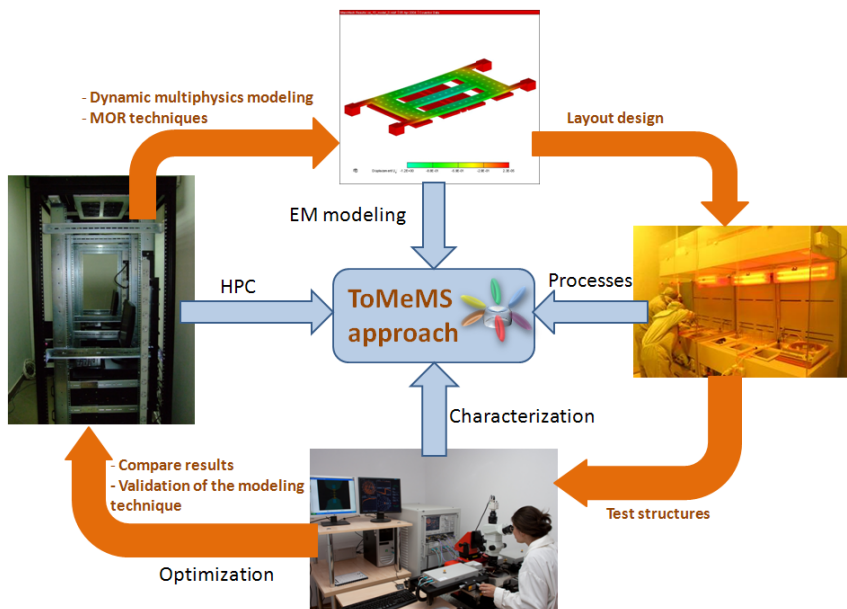 - Dynamic multiphysics modeling
- MOR techniques
Layout design
EM modeling
HPC
ToMeMS
approach
Processes
Characterization
- Compare results
- Validation of the modeling
technique
Test structures
Optimization